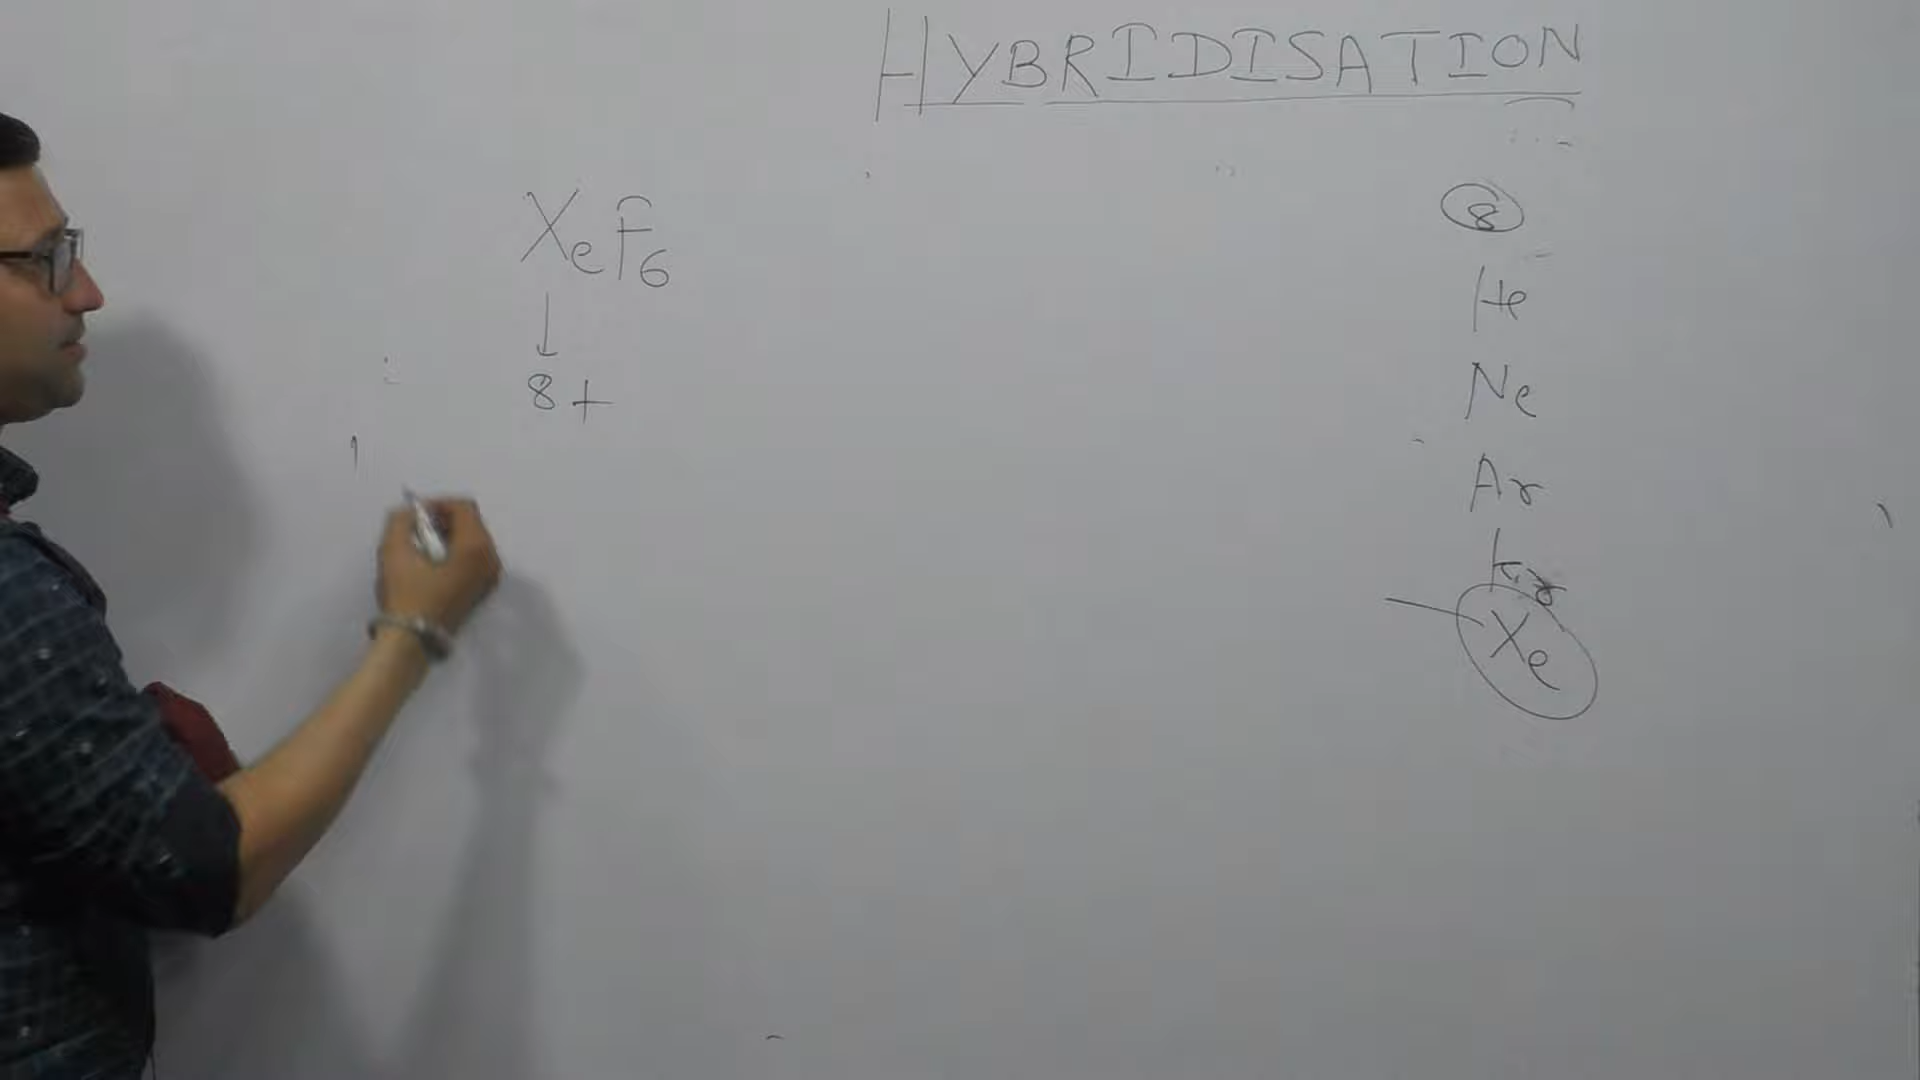 HYBRIDISATION
XeF6
↓
8+
8
He
Ne
Ar
Kr
Xe